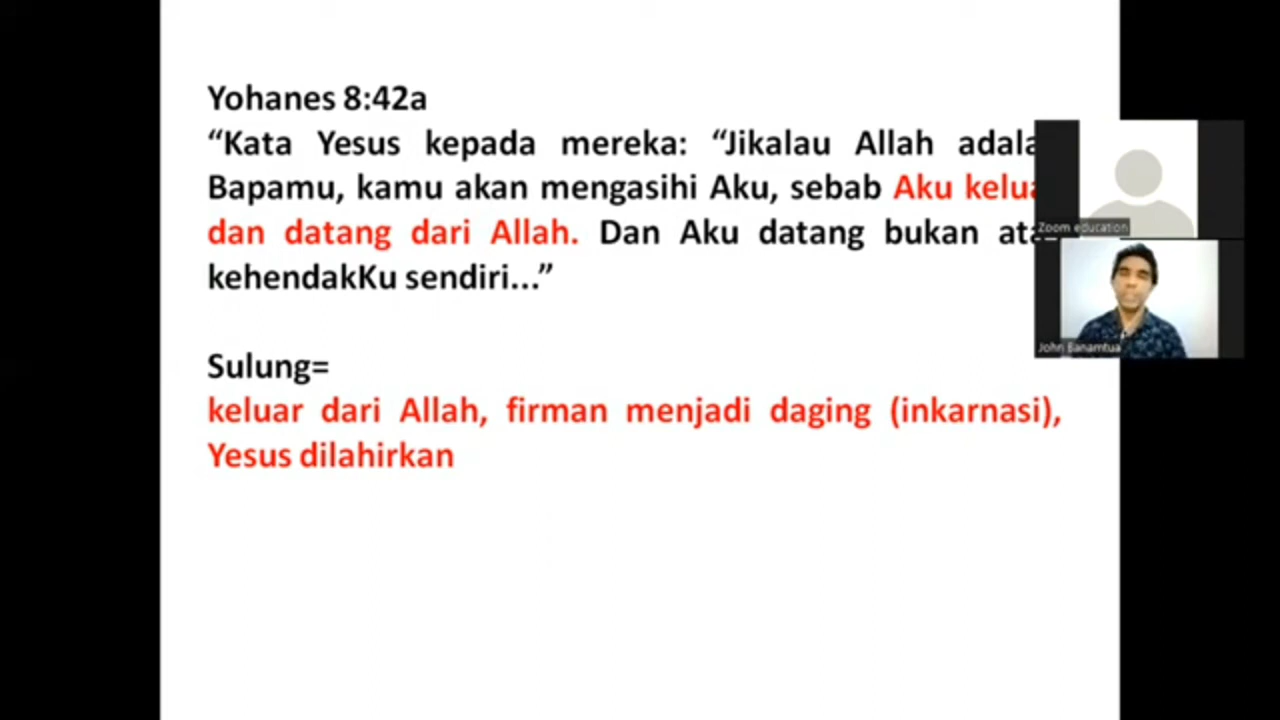 Yohanes 8:42a
“Kata Yesus kepada mereka: “Jikalau Allah
Bapamu, kamu akan mengasihi Aku, sebab Aku
dan datang dari Allah. Dan Aku datang bukan
kehendakKu sendiri...”
Sulung=
keluar dari Allah, firman menjadi daging (inkarnasi),
Yesus dilahirkan
Zoom education
John Banamtua